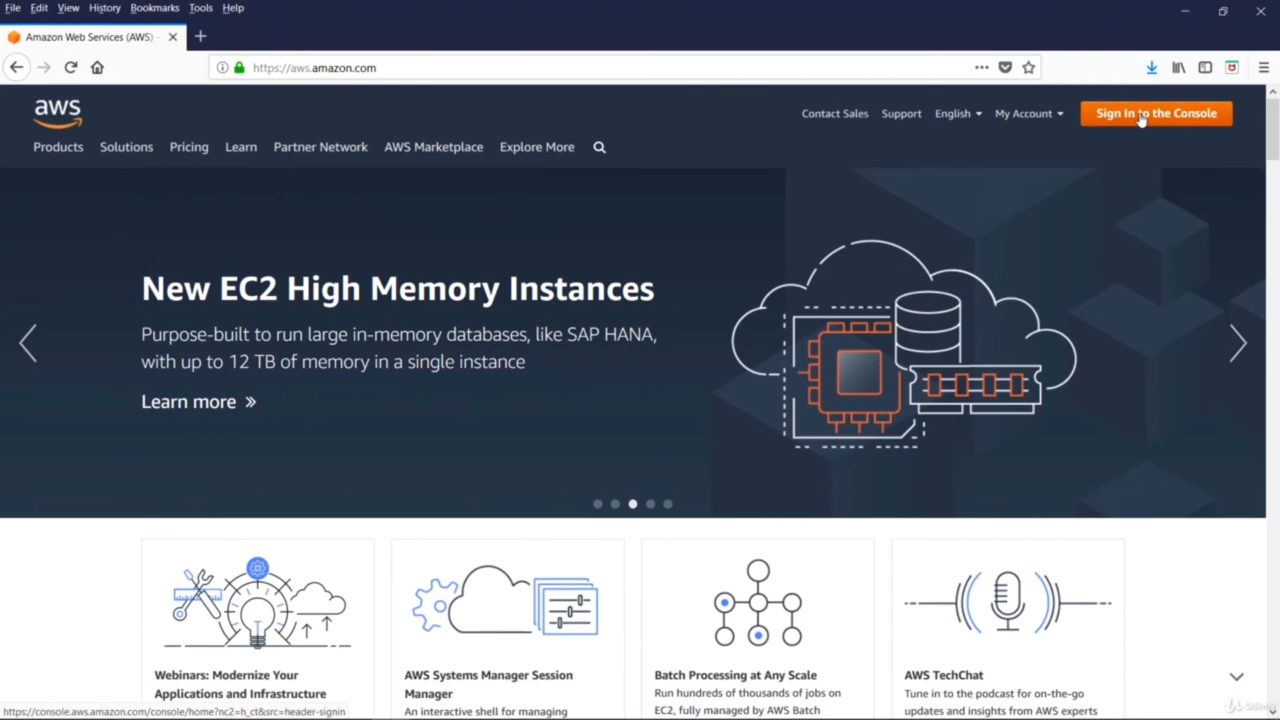 File Edit View History Bookmarks Tools Help
Amazon Web Services (AWS) -
https://aws.amazon.com
aws
Contact Sales Support English My Account Sign In to the Console
Products Solutions Pricing Learn Partner Network AWS Marketplace Explore More
New EC2 High Memory Instances
Purpose-built to run large in-memory databases, like SAP HANA,
with up to 12 TB of memory in a single instance
Learn more »
Webinars: Modernize Your
Applications and Infrastructure
AWS Systems Manager Session
Manager
An interactive shell for managing
Batch Processing at Any Scale
Run hundreds of thousands of jobs on
EC2, fully managed by AWS Batch
AWS TechChat
Tune in to the podcast for on-the-go
updates and insights from AWS experts
https://console.aws.amazon.com/console/home?nc2=h_ct&src=header-signin
Udemy